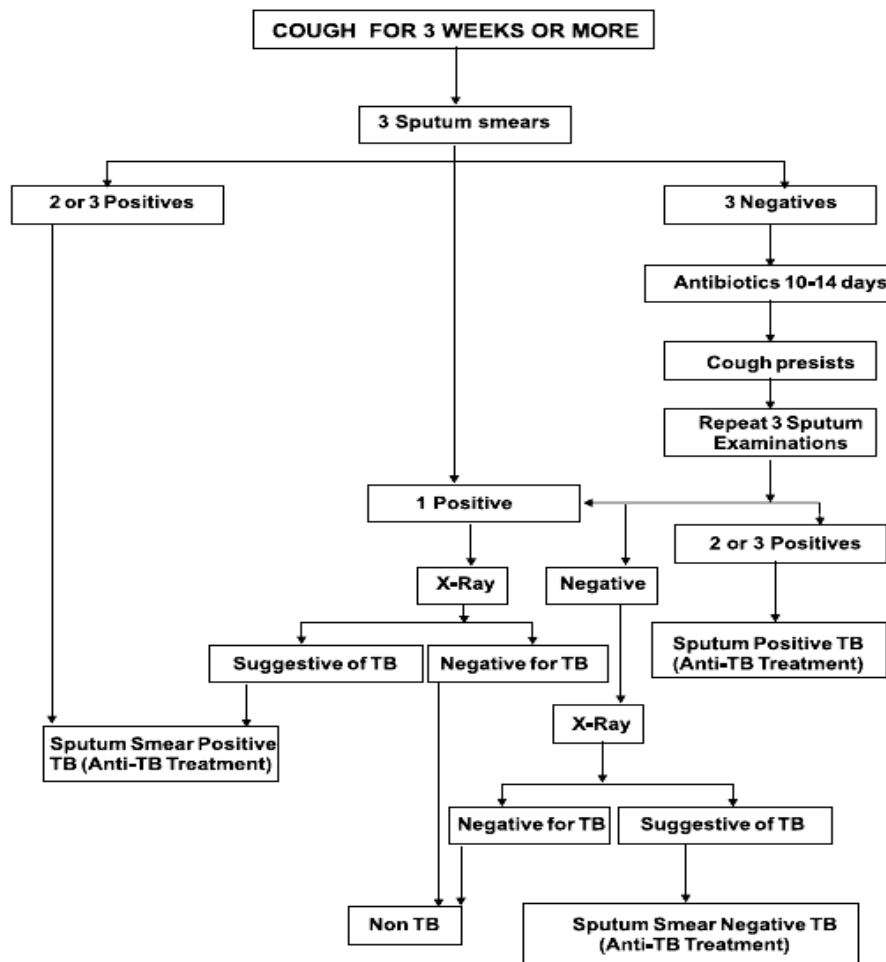 COUGH FOR 3 WEEKS OR MORE
3 Sputum smears
2 or 3 Positives
3 Negatives
Antibiotics 10-14 days
Cough presists
Repeat 3 Sputum
Examinations
1 Positive
2 or 3 Positives
X-Ray
Negative
Suggestive of TB
Negative for TB
Sputum Positive TB
(Anti-TB Treatment)
Sputum Smear Positive
TB (Anti-TB Treatment)
X-Ray
Negative for TB
Suggestive of TB
Non TB
Sputum Smear Negative TB
(Anti-TB Treatment)